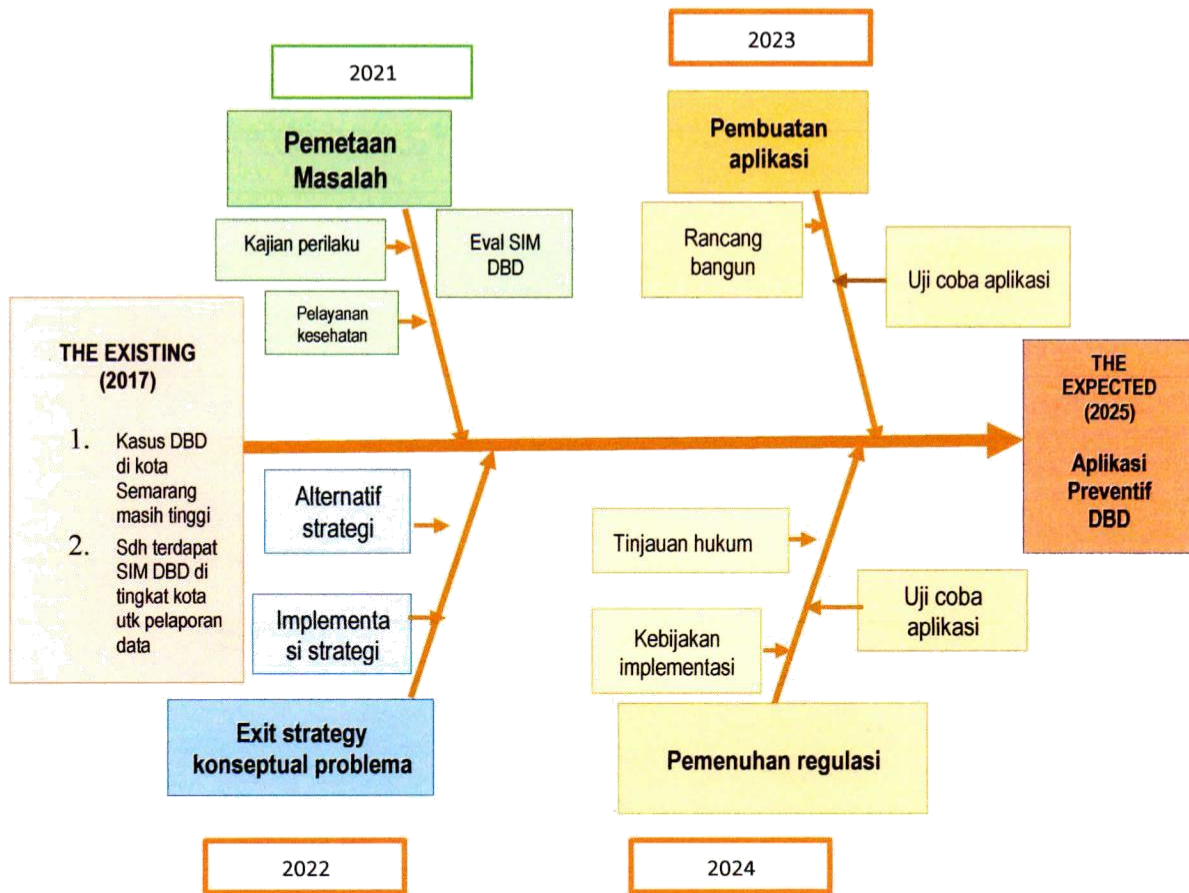 2021
Pemetaan
Masalah
Kajian perilaku
Eval SIM
DBD
Pelayanan
kesehatan
2023
Pembuatan
aplikasi
Rancang
bangun
Uji coba aplikasi
THE EXISTING
(2017)
1. Kasus DBD
di kota
Semarang
masih tinggi
2. Sdh terdapat
SIM DBD di
tingkat kota
utk pelaporan
data
THE
EXPECTED
(2025)
Aplikasi
Preventif
DBD
Alternatif
strategi
Implementa
si strategi
Exit strategy
konseptual problema
2022
Tinjauan hukum
Uji coba
aplikasi
Kebijakan
implementasi
Pemenuhan regulasi
2024